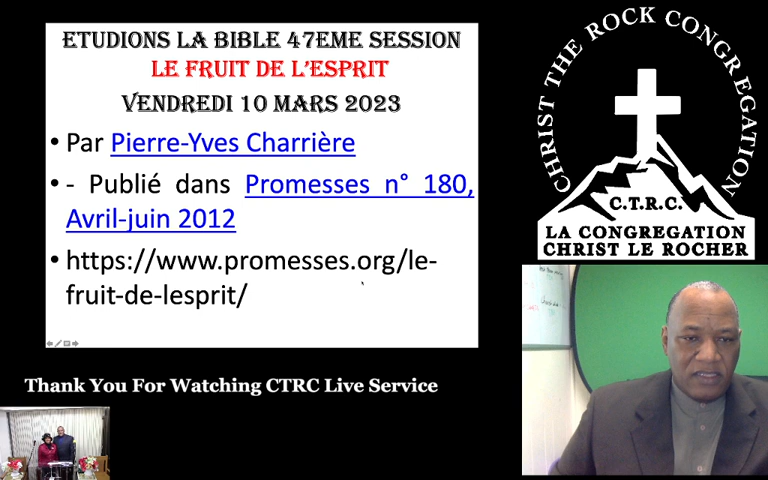 ETUDIONS LA BIBLE 47EME SESSION
LE FRUIT DE L'ESPRIT
VENDREDI 10 MARS 2023
• Par Pierre-Yves Charrière
• - Publié dans Promesses n° 180,
Avril-juin 2012
• https://www.promesses.org/le-
fruit-de-lesprit/
CHRIST THE ROCK CONGREGATION
C.T.R.C.
LA CONGREGATION
CHRIST LE ROCHER
Thank You For Watching CTRC Live Service